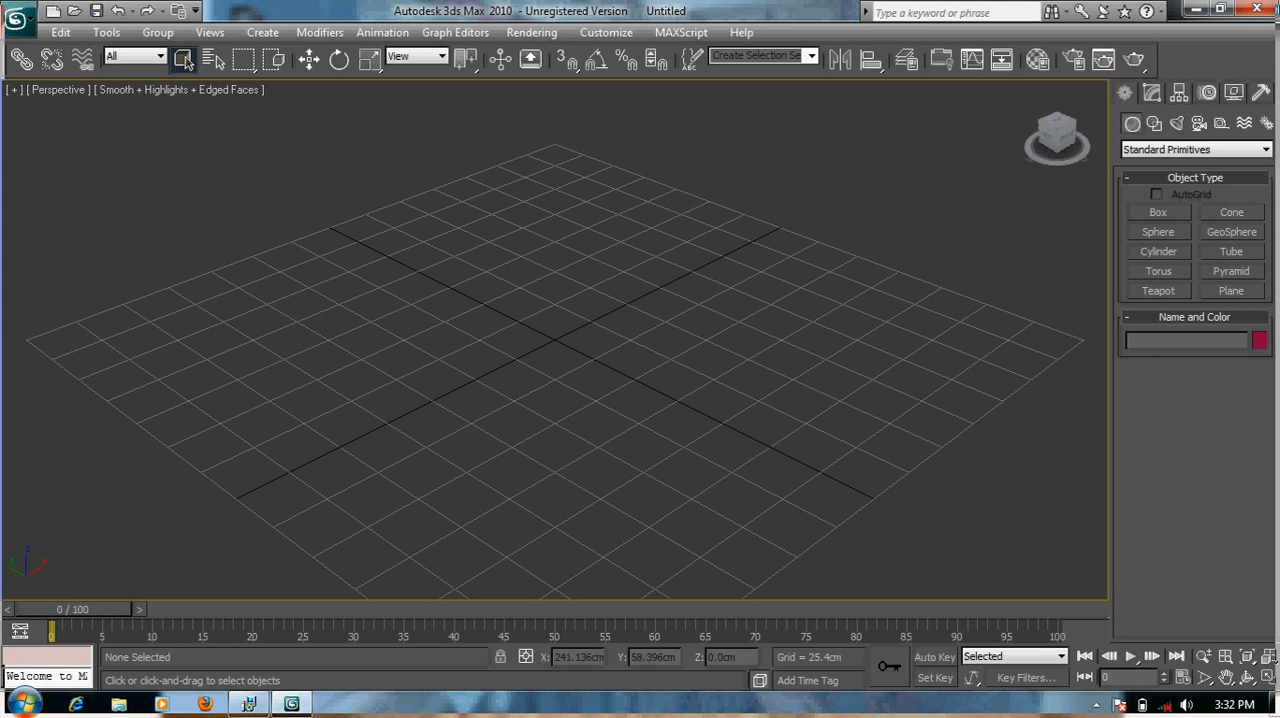 Autodesk 3ds Max 2010 - Unregistered Version Untitled
Type a keyword or phrase
Edit Tools Group Views Create Modifiers Animation Graph Editors Rendering Customize MAXScript Help
All View 3 Create Selection Se
[ + ] [ Perspective ] [ Smooth + Highlights + Edged Faces ]
Standard Primitives
- Object Type
AutoGrid
Box Cone
Sphere GeoSphere
Cylinder Tube
Torus Pyramid
Teapot Plane
- Name and Color
z
y x
< 0 / 100 >
0 5 10 15 20 25 30 35 40 45 50 55 60 65 70 75 80 85 90 95 100
None Selected X: 241.136cm Y: 58.396cm Z: 0.0cm Grid = 25.4cm Auto Key Selected
Welcome to M Click or click-and-drag to select objects Add Time Tag Set Key Key Filters... 0
3:32 PM